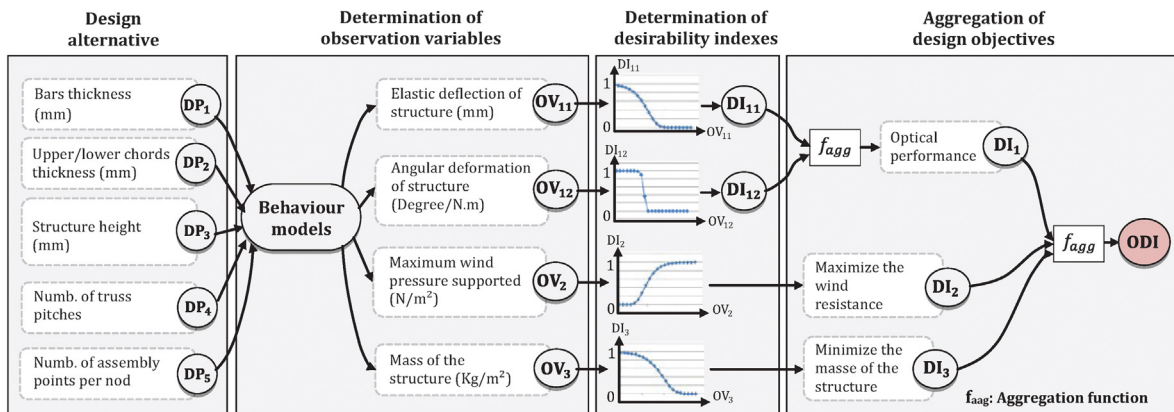 Design
alternative
Determination of
observation variables
Determination of
desirability indexes
Aggregation of
design objectives
Bars thickness
(mm)
DP1
Upper/lower chords
thickness (mm)
DP2
Structure height
(mm)
DP3
Numb. of truss
pitches
DP4
Numb. of assembly
points per nod
DP5
Behaviour
models
Elastic deflection of
structure (mm)
OV11
Angular deformation
of structure
(Degree/N.m)
OV12
Maximum wind
pressure supported
(N/m²)
OV2
Mass of the
structure (Kg/m²)
OV3
DI11
1
0
OV11
DI12
1
0
OV12
DI2
1
0
OV2
DI3
1
0
OV3
DI11
DI12
fagg
Optical
performance
DI1
Maximize the
wind
resistance
DI2
Minimize the
masse of the
structure
DI3
fagg
ODI
faag: Aggregation function